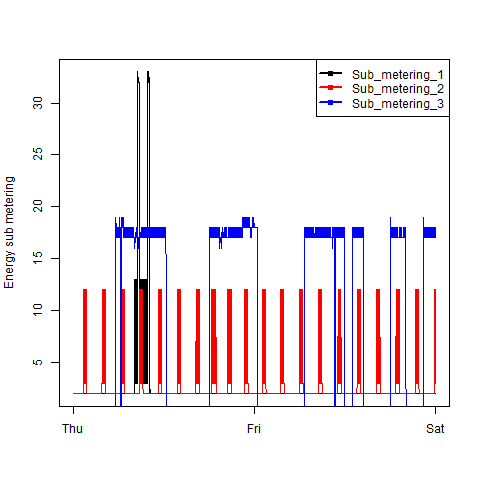 Sub_metering_1
Sub_metering_2
Sub_metering_3
Energy sub metering
30
25
20
15
10
5
Thu Fri Sat